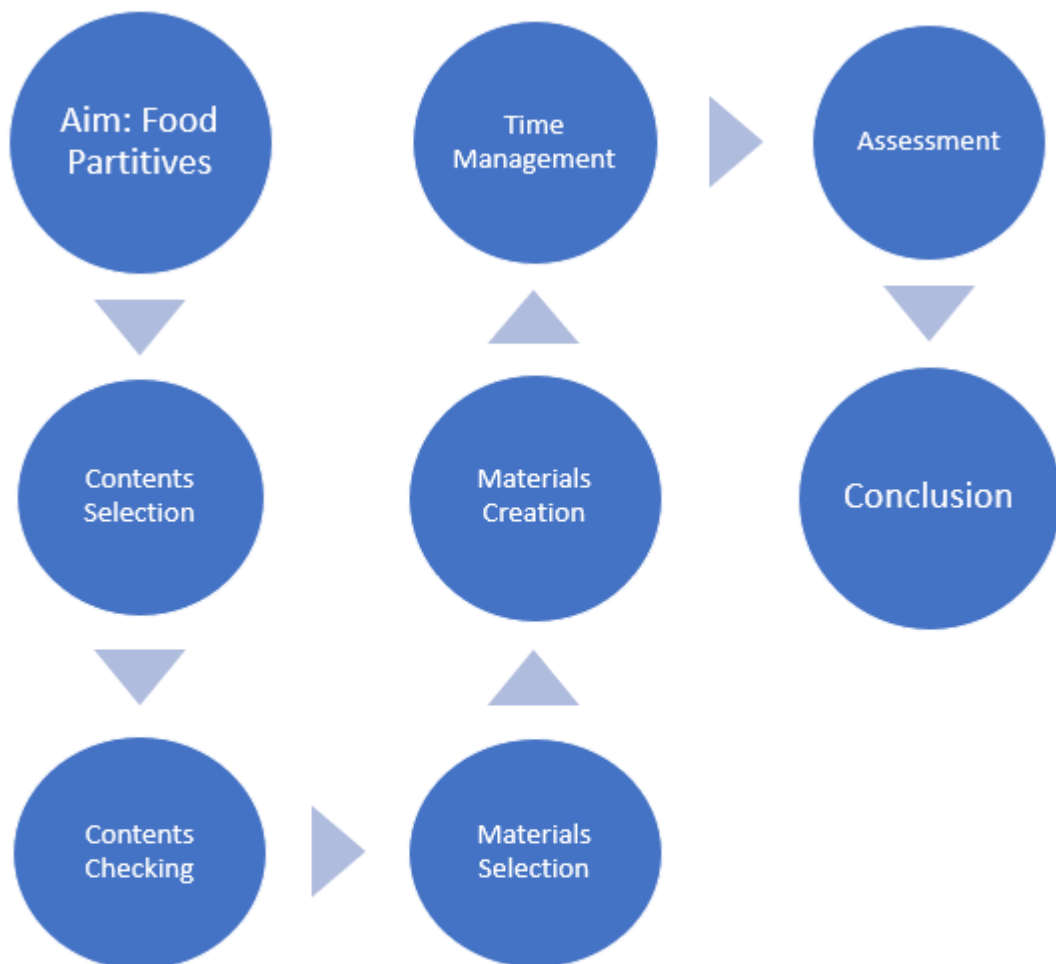 Aim: Food
Partitives
Contents
Selection
Contents
Checking
Materials
Selection
Materials
Creation
Time
Management
Assessment
Conclusion